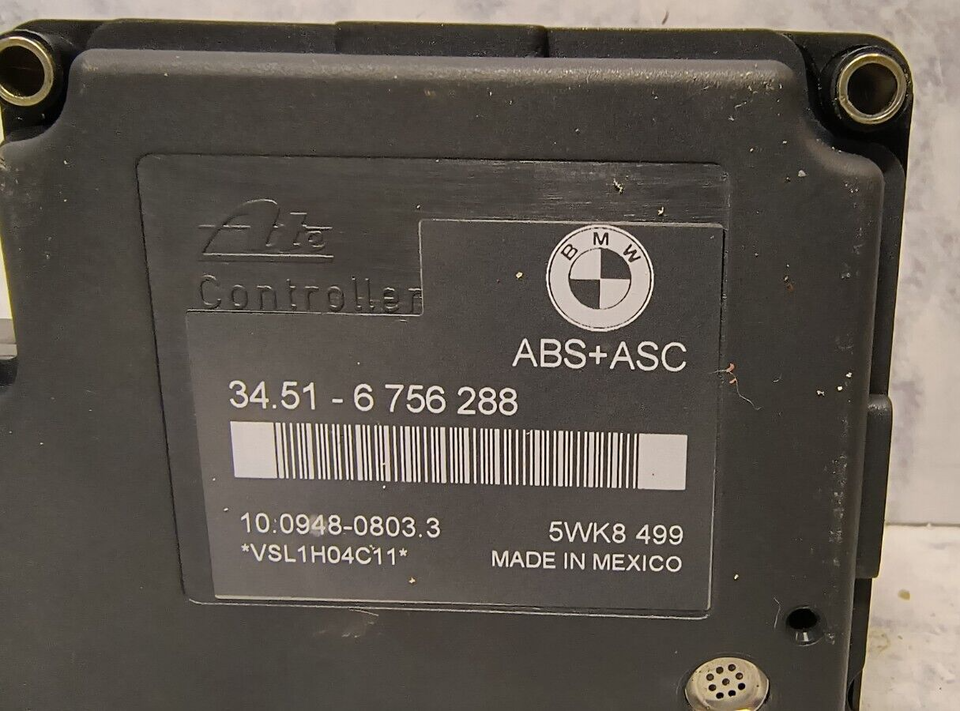 Ate
Controller
BMW
ABS+ASC
34.51 - 6 756 288
10.0948-0803.3
5WK8 499
*VSL1H04C11*
MADE IN MEXICO